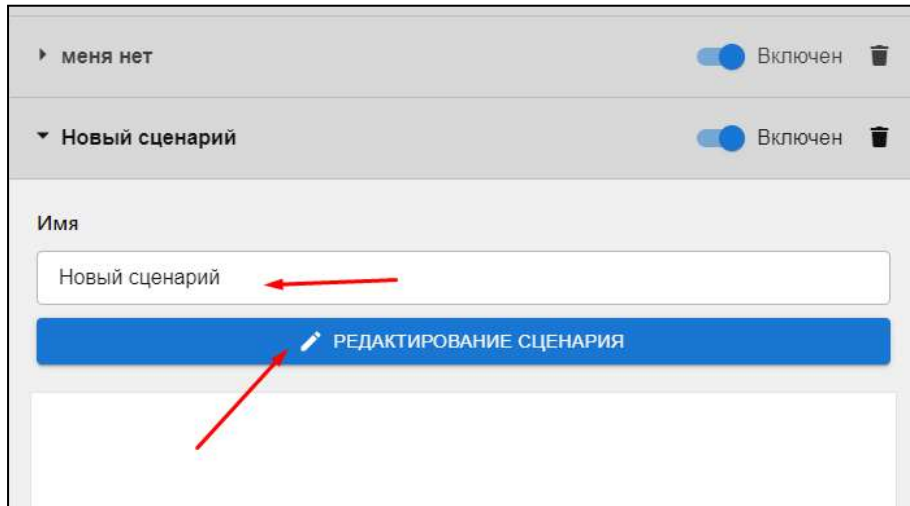 меня нет Включен
Новый сценарий Включен
Имя
Новый сценарий
РЕДАКТИРОВАНИЕ СЦЕНАРИЯ